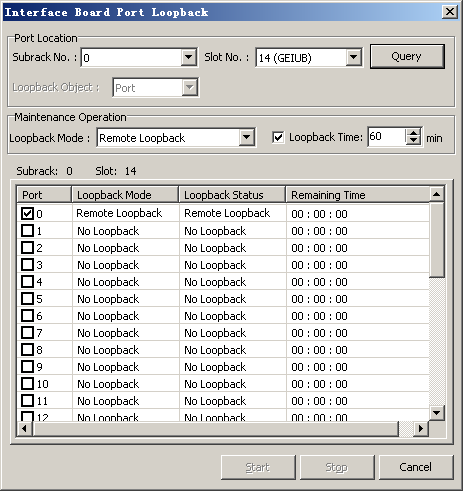 Interface Board Port Loopback
Port Location
Subrack No. : 0 Slot No. : 14 (GEIUB) Query
Loopback Object : Port
Maintenance Operation
Loopback Mode : Remote Loopback Loopback Time: 60 min
Subrack: 0 Slot: 14
Port Loopback Mode Loopback Status Remaining Time
0 Remote Loopback Remote Loopback 00 : 00 : 00
1 No Loopback No Loopback 00 : 00 : 00
2 No Loopback No Loopback 00 : 00 : 00
3 No Loopback No Loopback 00 : 00 : 00
4 No Loopback No Loopback 00 : 00 : 00
5 No Loopback No Loopback 00 : 00 : 00
6 No Loopback No Loopback 00 : 00 : 00
7 No Loopback No Loopback 00 : 00 : 00
8 No Loopback No Loopback 00 : 00 : 00
9 No Loopback No Loopback 00 : 00 : 00
10 No Loopback No Loopback 00 : 00 : 00
11 No Loopback No Loopback 00 : 00 : 00
12 No Loopback No Loopback 00 : 00 : 00
Start Stop Cancel